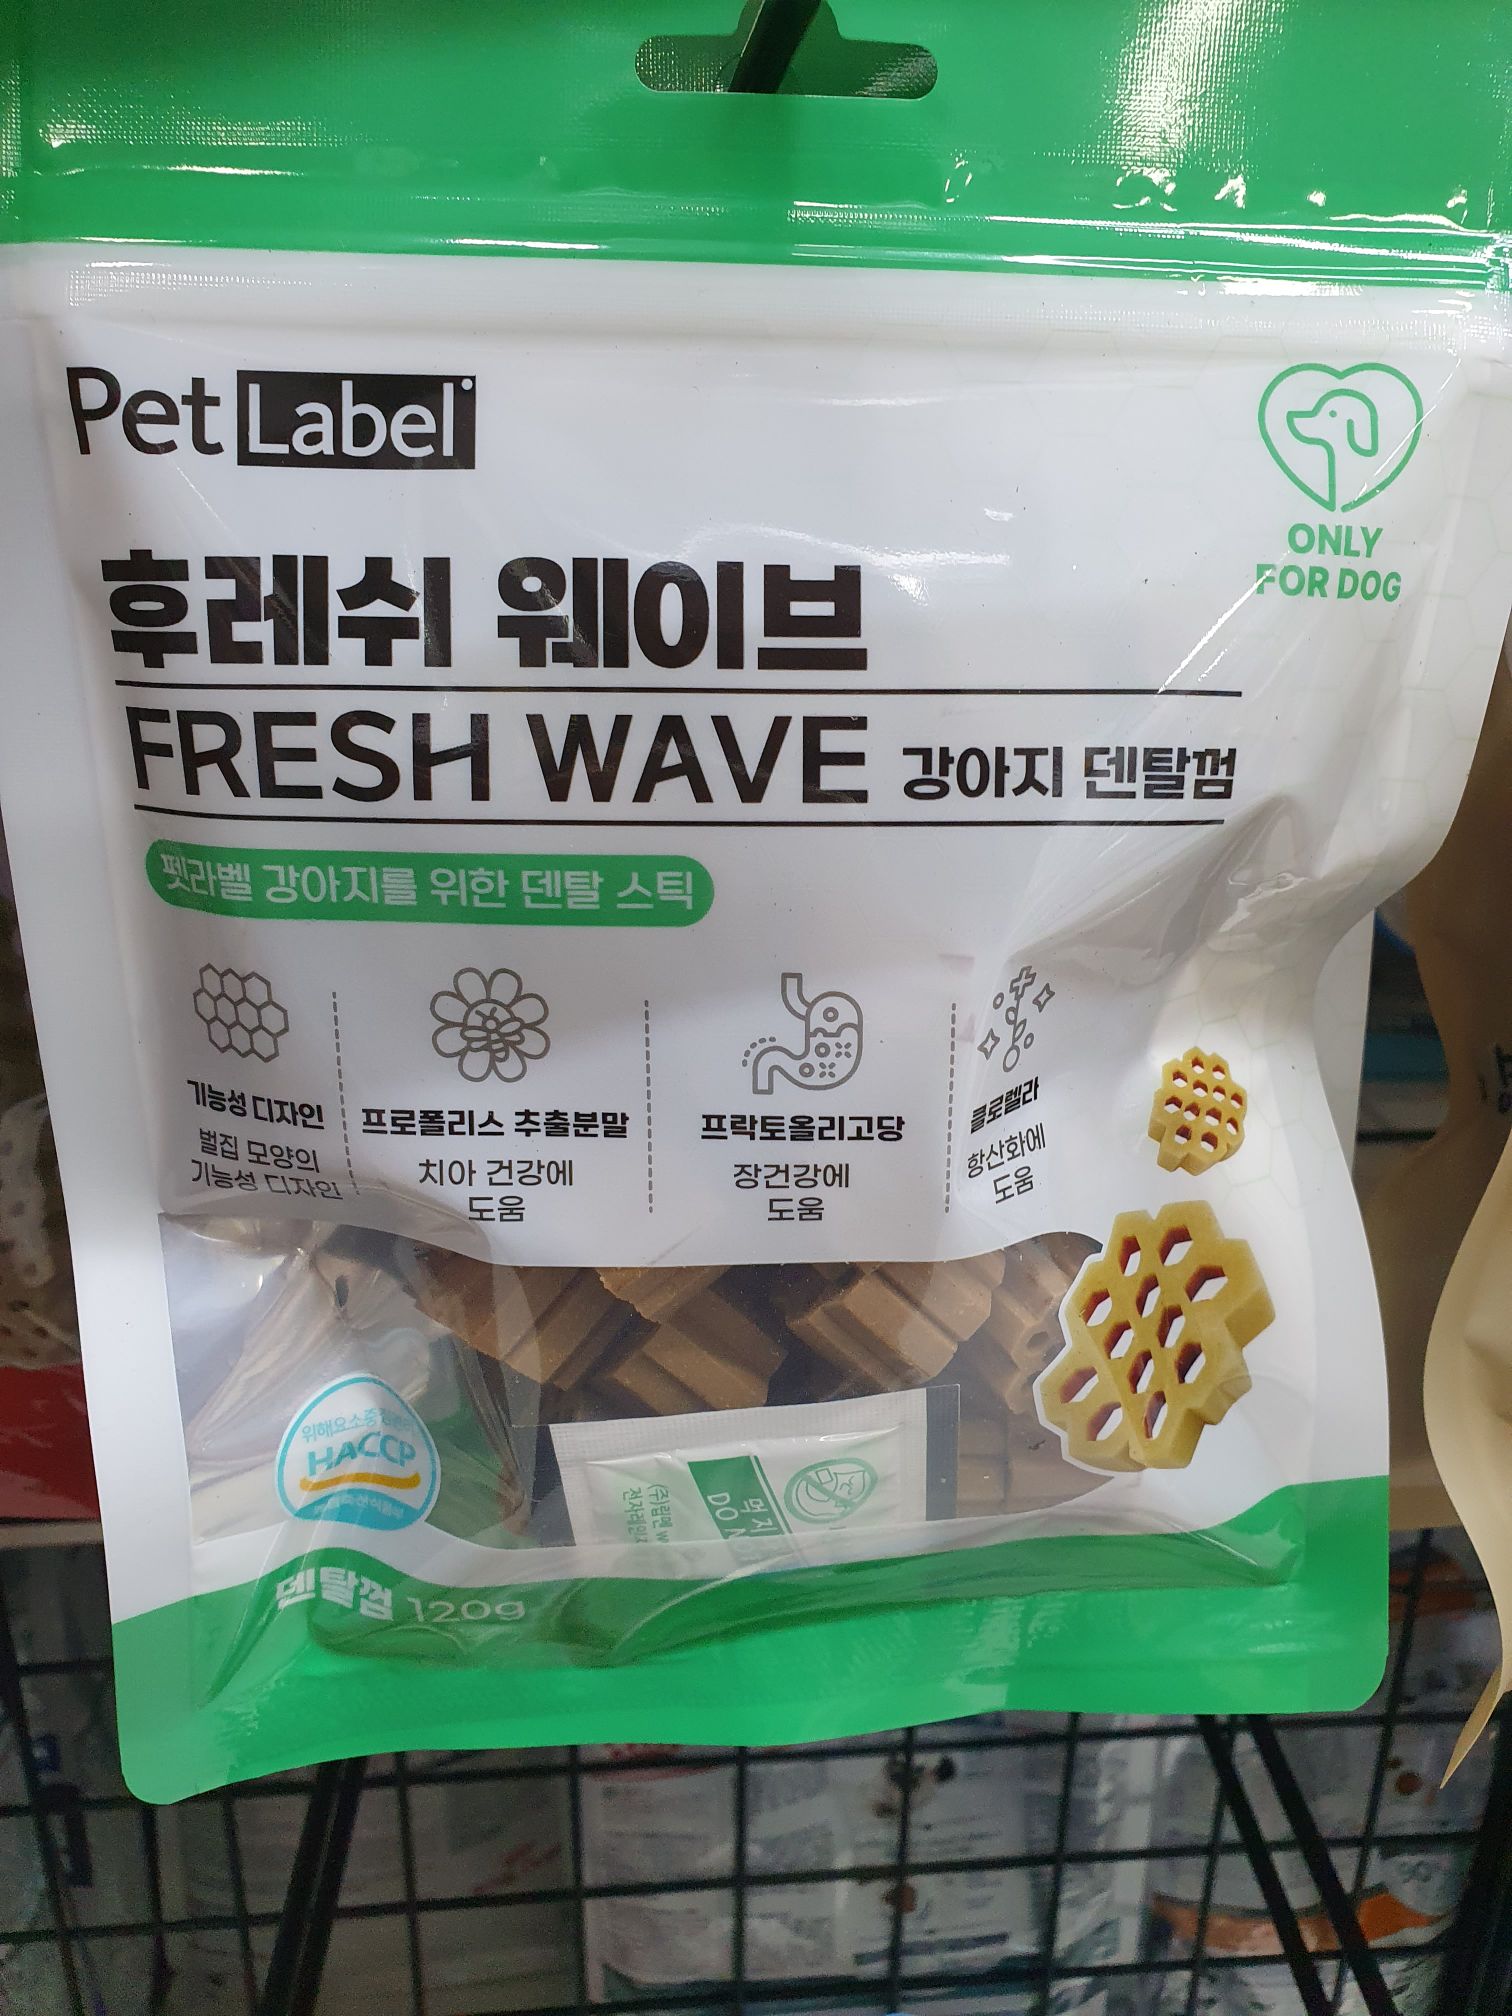 Pet Label
ONLY
FOR DOG
후레쉬 웨이브
FRESH WAVE 강아지 덴탈껌
펫라벨 강아지를 위한 덴탈 스틱
기능성 디자인
벌집 모양의
기능성 디자인
프로폴리스 추출분말
치아 건강에
도움
프락토올리고당
장건강에
도움
클로렐라
항산화에
도움
HACCP
DO N
덴탈껌 120g